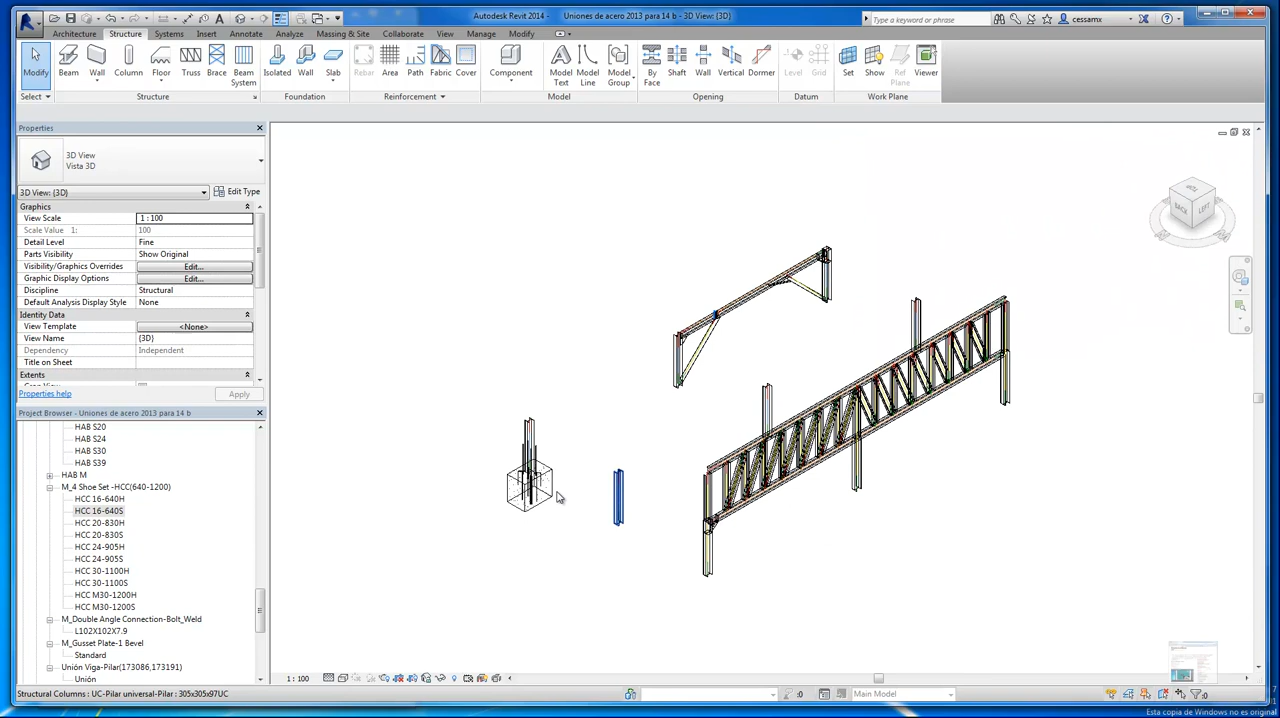 Autodesk Revit 2014 - Uniones de acero 2013 para 14 b - 3D View: {3D}
Type a keyword or phrase
cessamx
Architecture Structure Systems Insert Annotate Analyze Massing & Site Collaborate View Manage Modify
Modify Beam Wall Column Floor Truss Brace Beam System Isolated Wall Slab Rebar Area Path Fabric Cover Component Model Text Model Line Model Group By Face Shaft Wall Vertical Dormer Level Grid Set Show Ref Plane Viewer
Select Structure Foundation Reinforcement Model Opening Datum Work Plane
Properties
3D View
Vista 3D
3D View: {3D} Edit Type
Graphics
View Scale 1 : 100
Scale Value 1: 100
Detail Level Fine
Parts Visibility Show Original
Visibility/Graphics Overrides Edit...
Graphic Display Options Edit...
Discipline Structural
Default Analysis Display Style None
Identity Data
View Template <None>
View Name {3D}
Dependency Independent
Title on Sheet
Extents
Properties help Apply
Project Browser - Uniones de acero 2013 para 14 b
HAB S20
HAB S24
HAB S30
HAB S39
HAB M
M_4 Shoe Set -HCC(640-1200)
HCC 16-640H
HCC 16-640S
HCC 20-830H
HCC 20-830S
HCC 24-905H
HCC 24-905S
HCC 30-1100H
HCC 30-1100S
HCC M30-1200H
HCC M30-1200S
M_Double Angle Connection-Bolt_Weld
L102X102X7.9
M_Gusset Plate-1 Bevel
Standard
Unión Viga-Pilar(173086,173191)
Unión
BACK LEFT
1 : 100
Structural Columns : UC-Pilar universal-Pilar : 305x305x97UC
:0 Main Model :0
Esta copia de Windows no es original